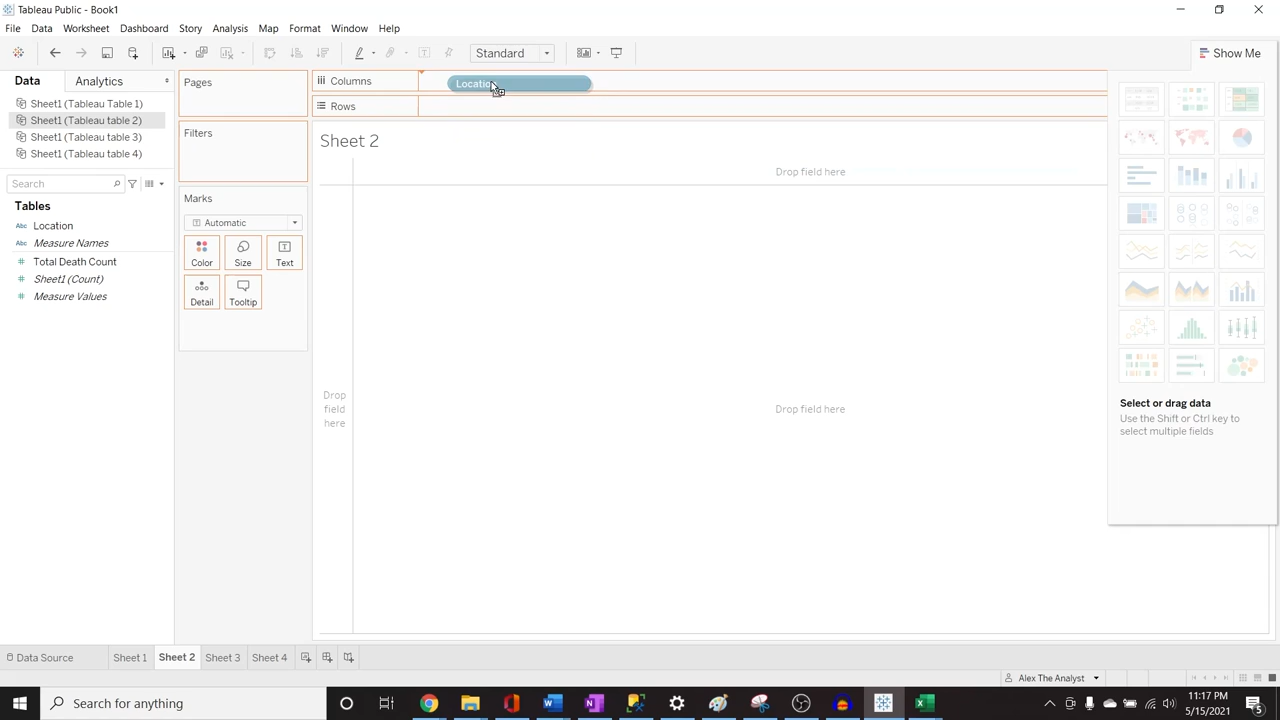 Tableau Public - Book1
File Data Worksheet Dashboard Story Analysis Map Format Window Help
Standard
Show Me
Data Analytics
Sheet1 (Tableau Table 1)
Sheet1 (Tableau table 2)
Sheet1 (Tableau table 3)
Sheet1 (Tableau table 4)
Search
Tables
Abc Location
Abc Measure Names
# Total Death Count
# Sheet1 (Count)
# Measure Values
Pages
Filters
Marks
Automatic
Color Size Text
Detail Tooltip
Columns
Location
Rows
Sheet 2
Drop field here
Drop
field
here
Drop field here
Select or drag data
Use the Shift or Ctrl key to
select multiple fields
Data Source Sheet 1 Sheet 2 Sheet 3 Sheet 4
Alex The Analyst
Search for anything
11:17 PM
5/15/2021
5